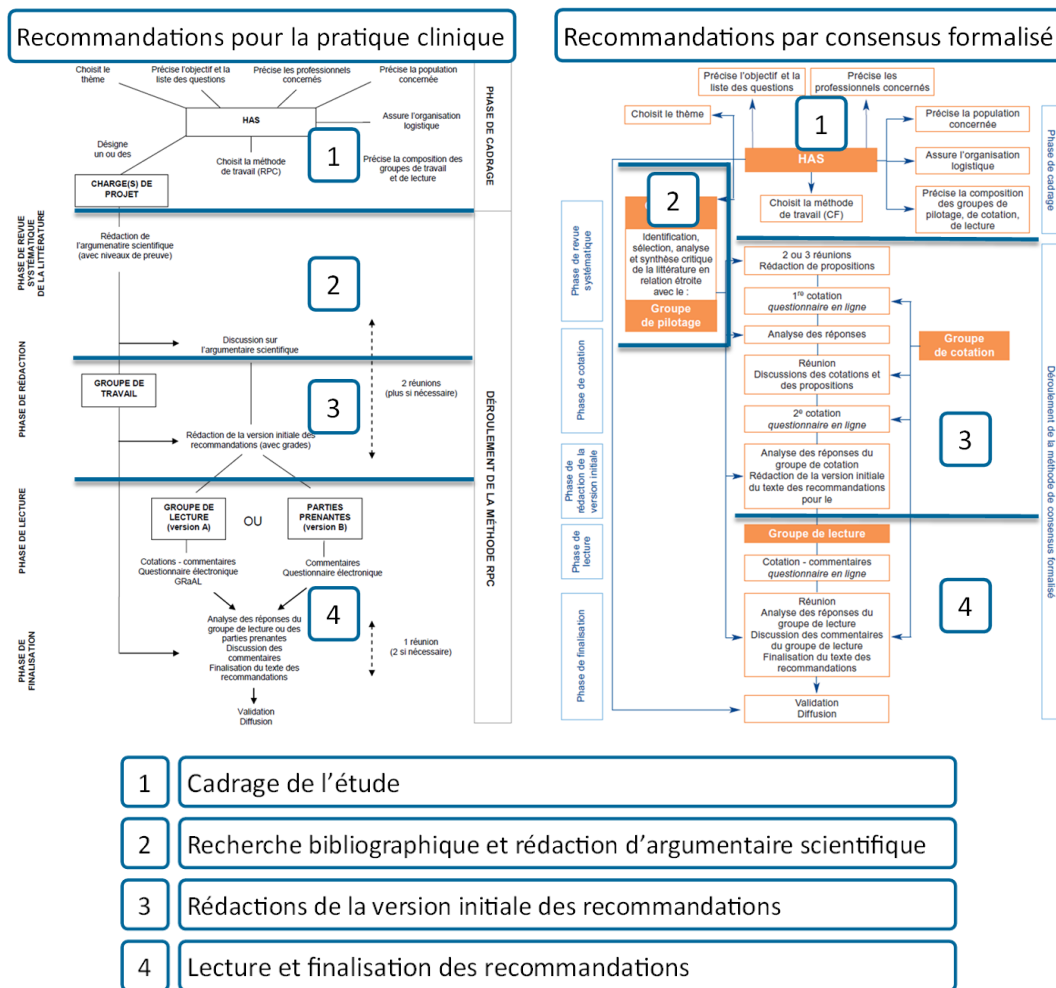 Recommandations pour la pratique clinique
Choisit le
thème
Précise l'objectif et la
liste des questions
Précise les professionnels
concernés
Précise la population
concernée
HAS
Assure l'organisation
logistique
Désigne
un ou des
Choisit la méthode
de travail (RPC)
1
Précise la composition des
groupes de travail
et de lecture
PHASE DE CADRAGE
CHARGE(S) DE
PROJET
PHASE DE REVUE
SYSTÉMATIQUE
DE LA LITTÉRATURE
Rédaction de
l'argumenatire scientifique
(avec niveaux de preuve)
2
Discussion sur
l'argumentaire scientifique
PHASE DE RÉDACTION
GROUPE DE
TRAVAIL
3
2 réunions
(plus si nécessaire)
Rédaction de la version initiale des
recommandations (avec grades)
DÉROULEMENT DE LA MÉTHODE RPC
PHASE DE LECTURE
GROUPE DE
LECTURE
(version A)
OU
PARTIES
PRENANTES
(version B)
Cotations - commentaires
Questionnaire électronique
GRaAL
Commentaires
Questionnaire électronique
4
PHASE DE
FINALISATION
Analyse des réponses du
groupe de lecture ou des
parties prenantes
Discussion des
commentaires
Finalisation du texte des
recommandations
1 réunion
(2 si nécessaire)
Validation
Diffusion
Recommandations par consensus formalisé
Précise l'objectif et la
liste des questions
Précise les
professionnels concernés
Choisit le thème
1
Précise la population
concernée
HAS
Assure l'organisation
logistique
Choisit la méthode
de travail (CF)
Précise la composition
des groupes de
pilotage, de cotation, de
lecture
Phase de cadrage
2
Phase de revue
systématique
Identification,
sélection, analyse
et synthèse critique
de la littérature en
relation étroite
avec le :
Groupe
de pilotage
2 ou 3 réunions
Rédaction de propositions
1re cotation
questionnaire en ligne
Phase de cotation
Analyse des réponses
Groupe
de cotation
Réunion
Discussions des cotations et
des propositions
2e cotation
questionnaire en ligne
3
Phase de
rédaction de la
version initiale
Analyse des réponses du
groupe de cotation
Rédaction de la version initiale
du texte des recommandations
pour le
Déroulement de la méthode de consensus formalisé
Groupe de lecture
Phase de
lecture
Cotation - commentaires
questionnaire en ligne
4
Phase de finalisation
Réunion
Analyse des réponses du
groupe de lecture
Discussion des commentaires
du groupe de lecture
Finalisation du texte des
recommandations
Validation
Diffusion
1 Cadrage de l'étude
2 Recherche bibliographique et rédaction d'argumentaire scientifique
3 Rédactions de la version initiale des recommandations
4 Lecture et finalisation des recommandations